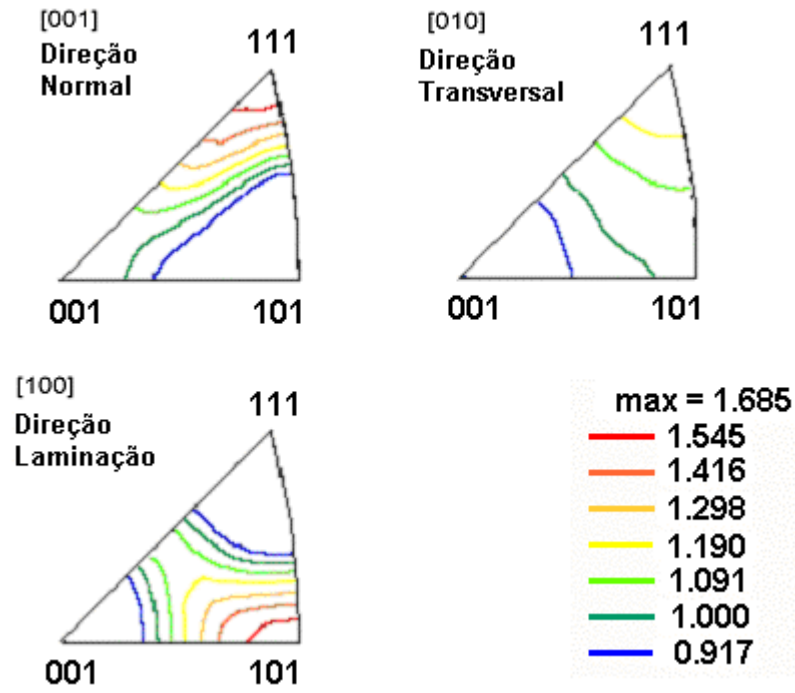 [001]
Direção
Normal
111
001
101
[010]
Direção
Transversal
111
001
101
[100]
Direção
Laminação
111
001
101
max = 1.685
1.545
1.416
1.298
1.190
1.091
1.000
0.917